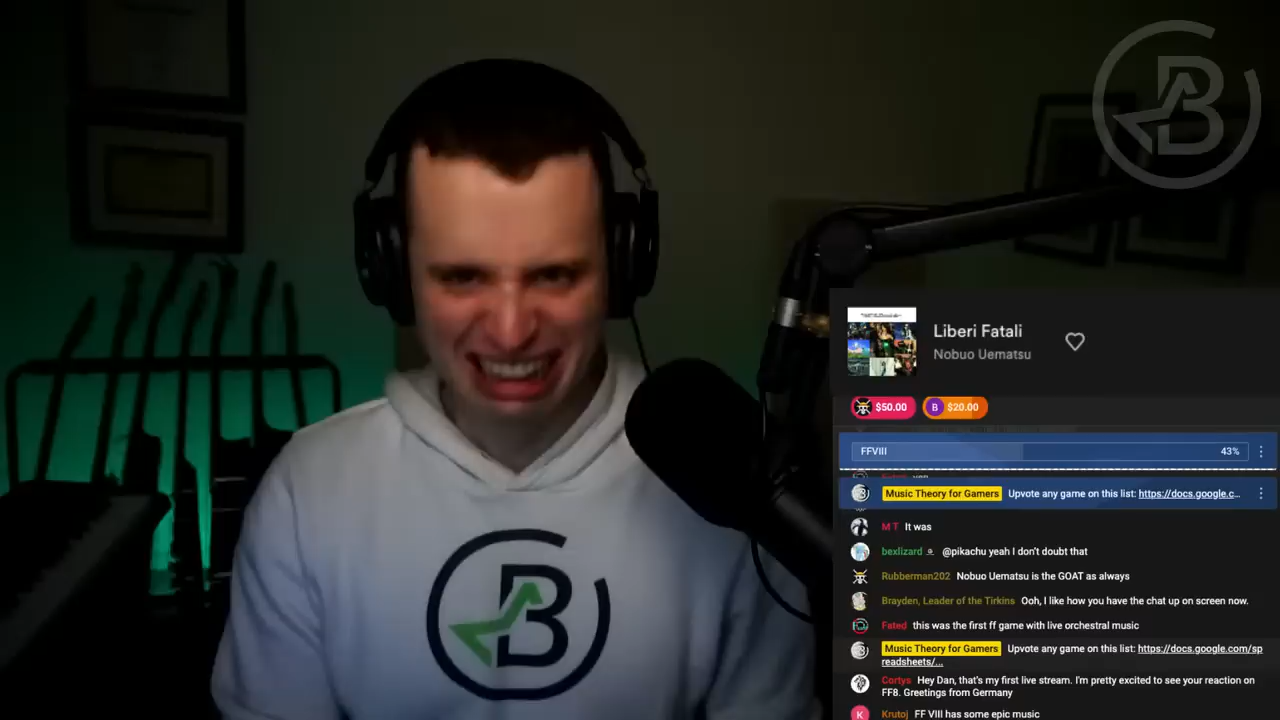 B
Liberi Fatali
Nobuo Uematsu
$50.00
B $20.00
FFVIII 43%
Music Theory for Gamers Upvote any game on this list: https://docs.google.c...
M T It was
bexlizard @pikachu yeah I don't doubt that
Rubberman202 Nobuo Uematsu is the GOAT as always
Brayden, Leader of the Tirkins Ooh, I like how you have the chat up on screen now.
Fated this was the first ff game with live orchestral music
Music Theory for Gamers Upvote any game on this list: https://docs.google.com/sp
readsheets/...
Cortys Hey Dan, that's my first live stream. I'm pretty excited to see your reaction on
FF8. Greetings from Germany
K Krutoj FF VIII has some epic music
B